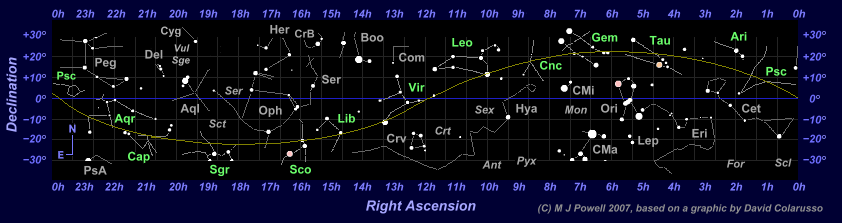 0h 23h 22h 21h 20h 19h 18h 17h 16h 15h 14h 13h 12h 11h 10h 9h 8h 7h 6h 5h 4h 3h 2h 1h 0h
Cyg Her CrB Boo Leo Gem Tau Ari
+30° +30°
Peg Del Vul Com
+20° Sge +20°
Psc Ser Cnc Psc
+10° Ser Vir CMi +10°
0° 0°
Aql Oph Sex Hya Mon Ori Cet
Declination
-10° Aqr Sct Lib -10°
N Crv Crt Lep Eri
-20° -20°
E Cap CMa
-30° PsA Sgr Sco Ant Pyx For Scl -30°
0h 23h 22h 21h 20h 19h 18h 17h 16h 15h 14h 13h 12h 11h 10h 9h 8h 7h 6h 5h 4h 3h 2h 1h 0h
Right Ascension
(C) M J Powell 2007, based on a graphic by David Colarusso